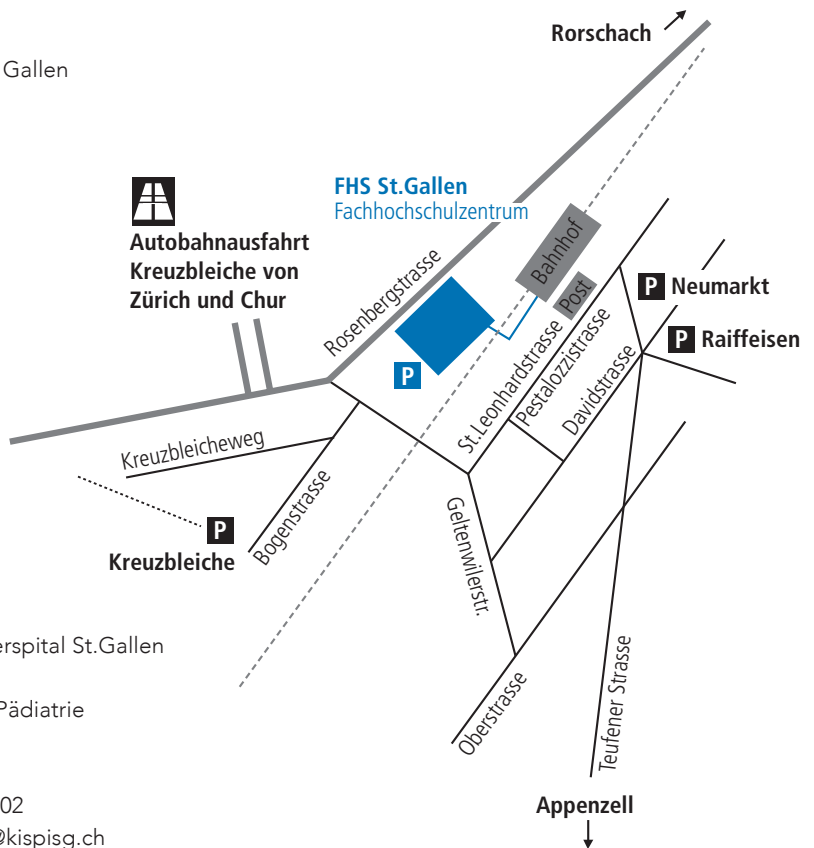 Rorschach
Gallen
FHS St.Gallen
Fachhochschulzentrum
Autobahnausfahrt
Kreuzbleiche von
Zürich und Chur
Rosenbergstrasse
Bahnhof
Post
P Neumarkt
P Raiffeisen
P
St.Leonhardstrasse
Pestalozzistrasse
Davidstrasse
Kreuzbleicheweg
Bogenstrasse
P
Kreuzbleiche
Geltenwilerstr.
erspital St.Gallen
Pädiatrie
Oberstrasse
Teufener Strasse
02
@kispisg.ch
Appenzell